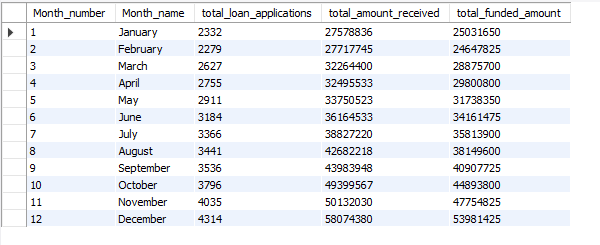 Month_number Month_name total_loan_applications total_amount_received total_funded_amount
1 January 2332 27578836 25031650
2 February 2279 27717745 24647825
3 March 2627 32264400 28875700
4 April 2755 32495533 29800800
5 May 2911 33750523 31738350
6 June 3184 36164533 34161475
7 July 3366 38827220 35813900
8 August 3441 42682218 38149600
9 September 3536 43983948 40907725
10 October 3796 49399567 44893800
11 November 4035 50132030 47754825
12 December 4314 58074380 53981425